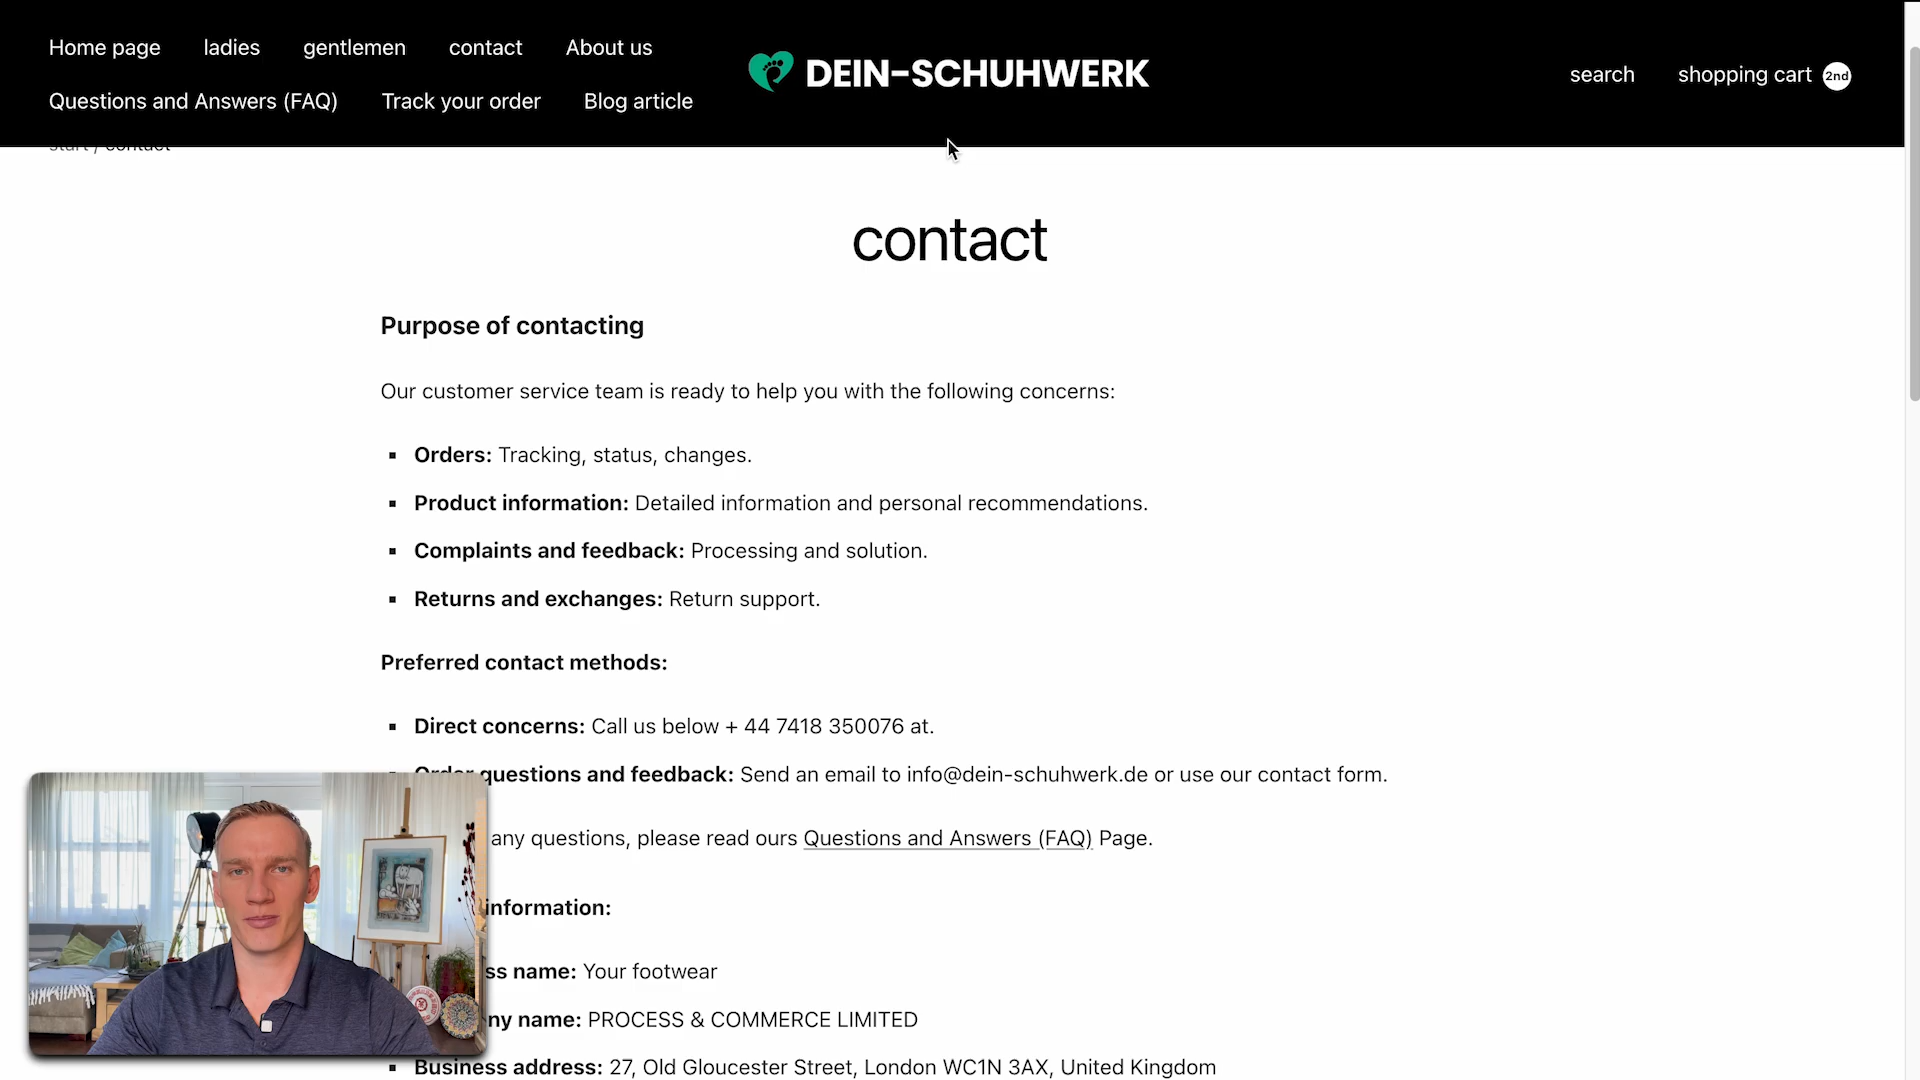 Home page ladies gentlemen contact About us
Questions and Answers (FAQ) Track your order Blog article
DEIN-SCHUHWERK
search shopping cart 2nd
start / contact
contact
Purpose of contacting
Our customer service team is ready to help you with the following concerns:
▪ Orders: Tracking, status, changes.
▪ Product information: Detailed information and personal recommendations.
▪ Complaints and feedback: Processing and solution.
▪ Returns and exchanges: Return support.
Preferred contact methods:
▪ Direct concerns: Call us below + 44 7418 350076 at.
Order questions and feedback: Send an email to info@dein-schuhwerk.de or use our contact form.
any questions, please read ours Questions and Answers (FAQ) Page.
information:
ss name: Your footwear
ny name: PROCESS & COMMERCE LIMITED
▪ Business address: 27, Old Gloucester Street, London WC1N 3AX, United Kingdom